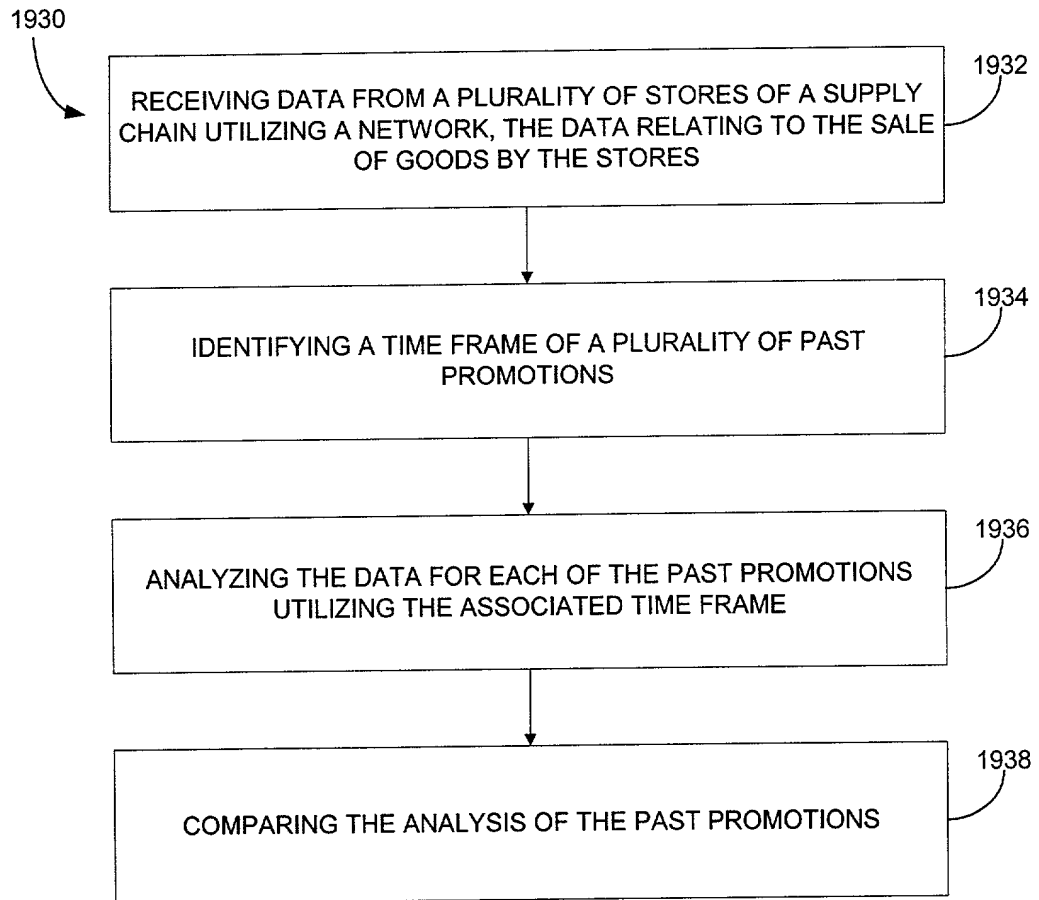 1930
1932
RECEIVING DATA FROM A PLURALITY OF STORES OF A SUPPLY
CHAIN UTILIZING A NETWORK, THE DATA RELATING TO THE SALE
OF GOODS BY THE STORES
1934
IDENTIFYING A TIME FRAME OF A PLURALITY OF PAST
PROMOTIONS
1936
ANALYZING THE DATA FOR EACH OF THE PAST PROMOTIONS
UTILIZING THE ASSOCIATED TIME FRAME
1938
COMPARING THE ANALYSIS OF THE PAST PROMOTIONS